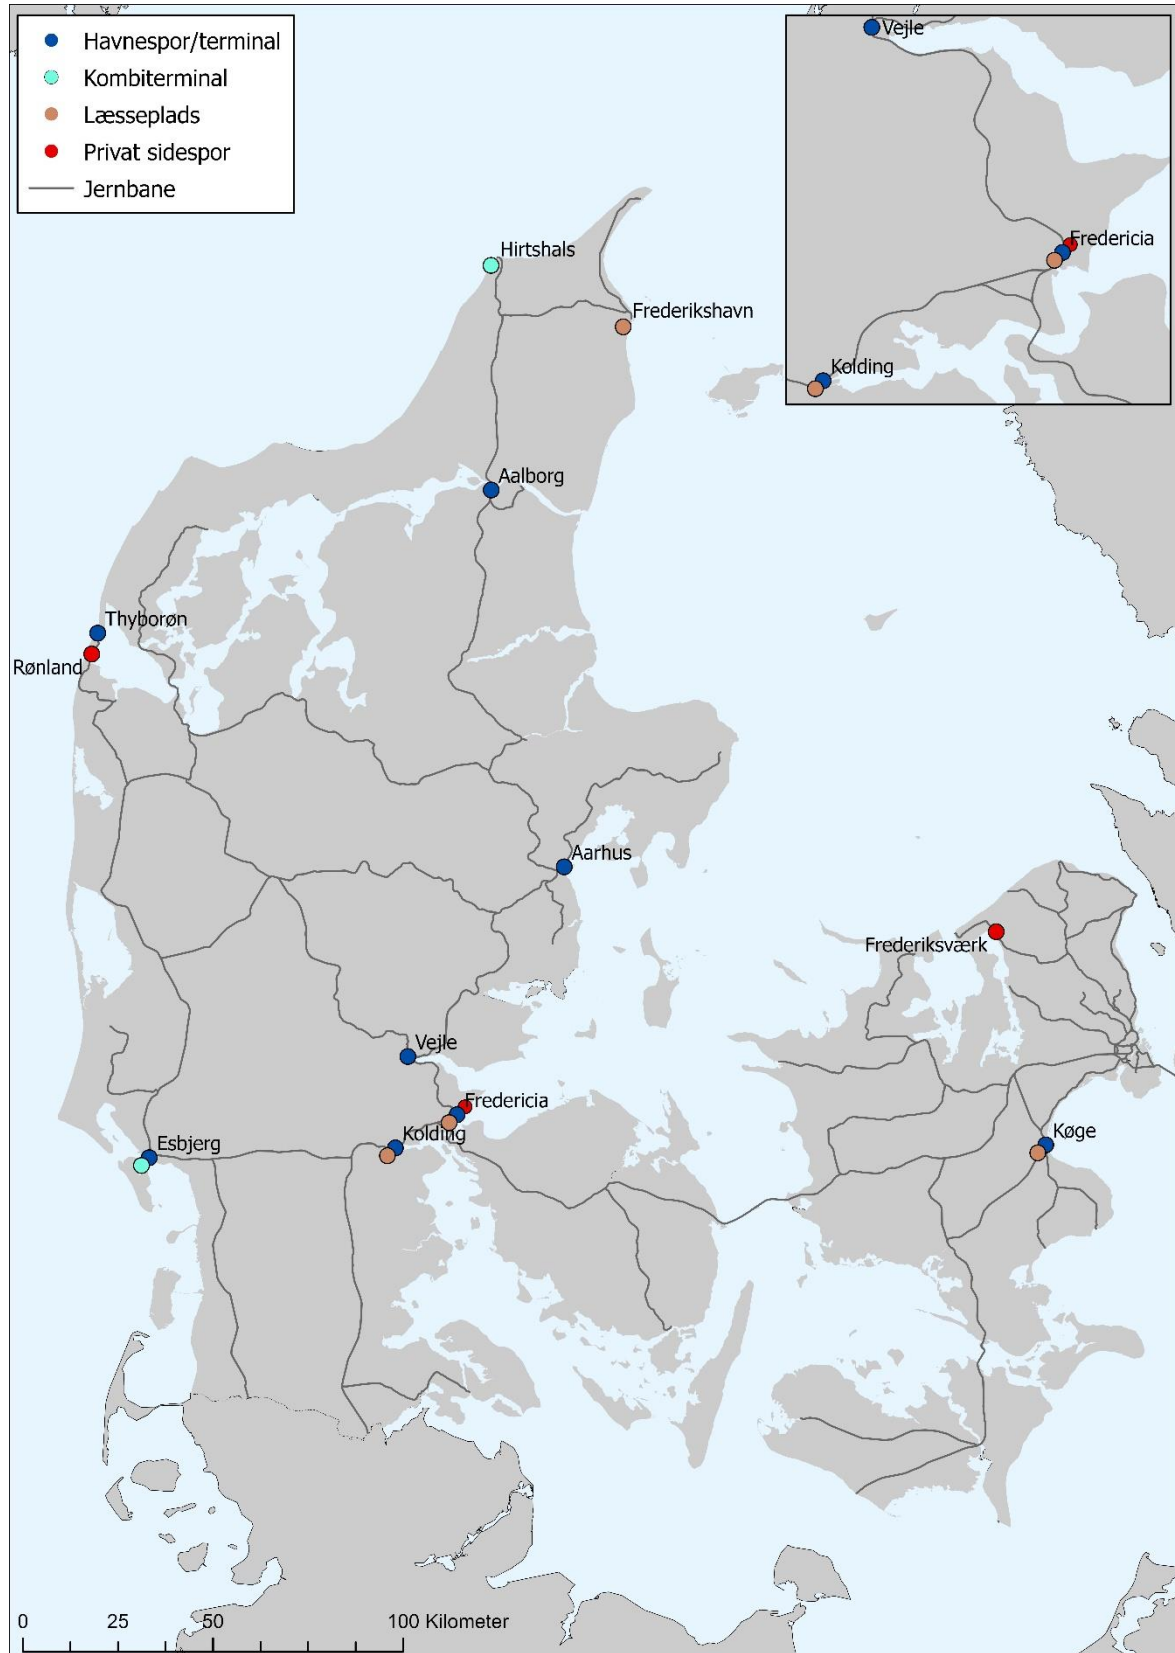 Havnespor/terminal
Kombiterminal
Læsseplads
Privat sidespor
Jernbane
Vejle
Fredericia
Kolding
Hirtshals
Frederikshavn
Aalborg
Thyborøn
Rønland
Aarhus
Frederiksværk
Vejle
Fredericia
Kolding
Esbjerg
Køge
0 25 50 100 Kilometer